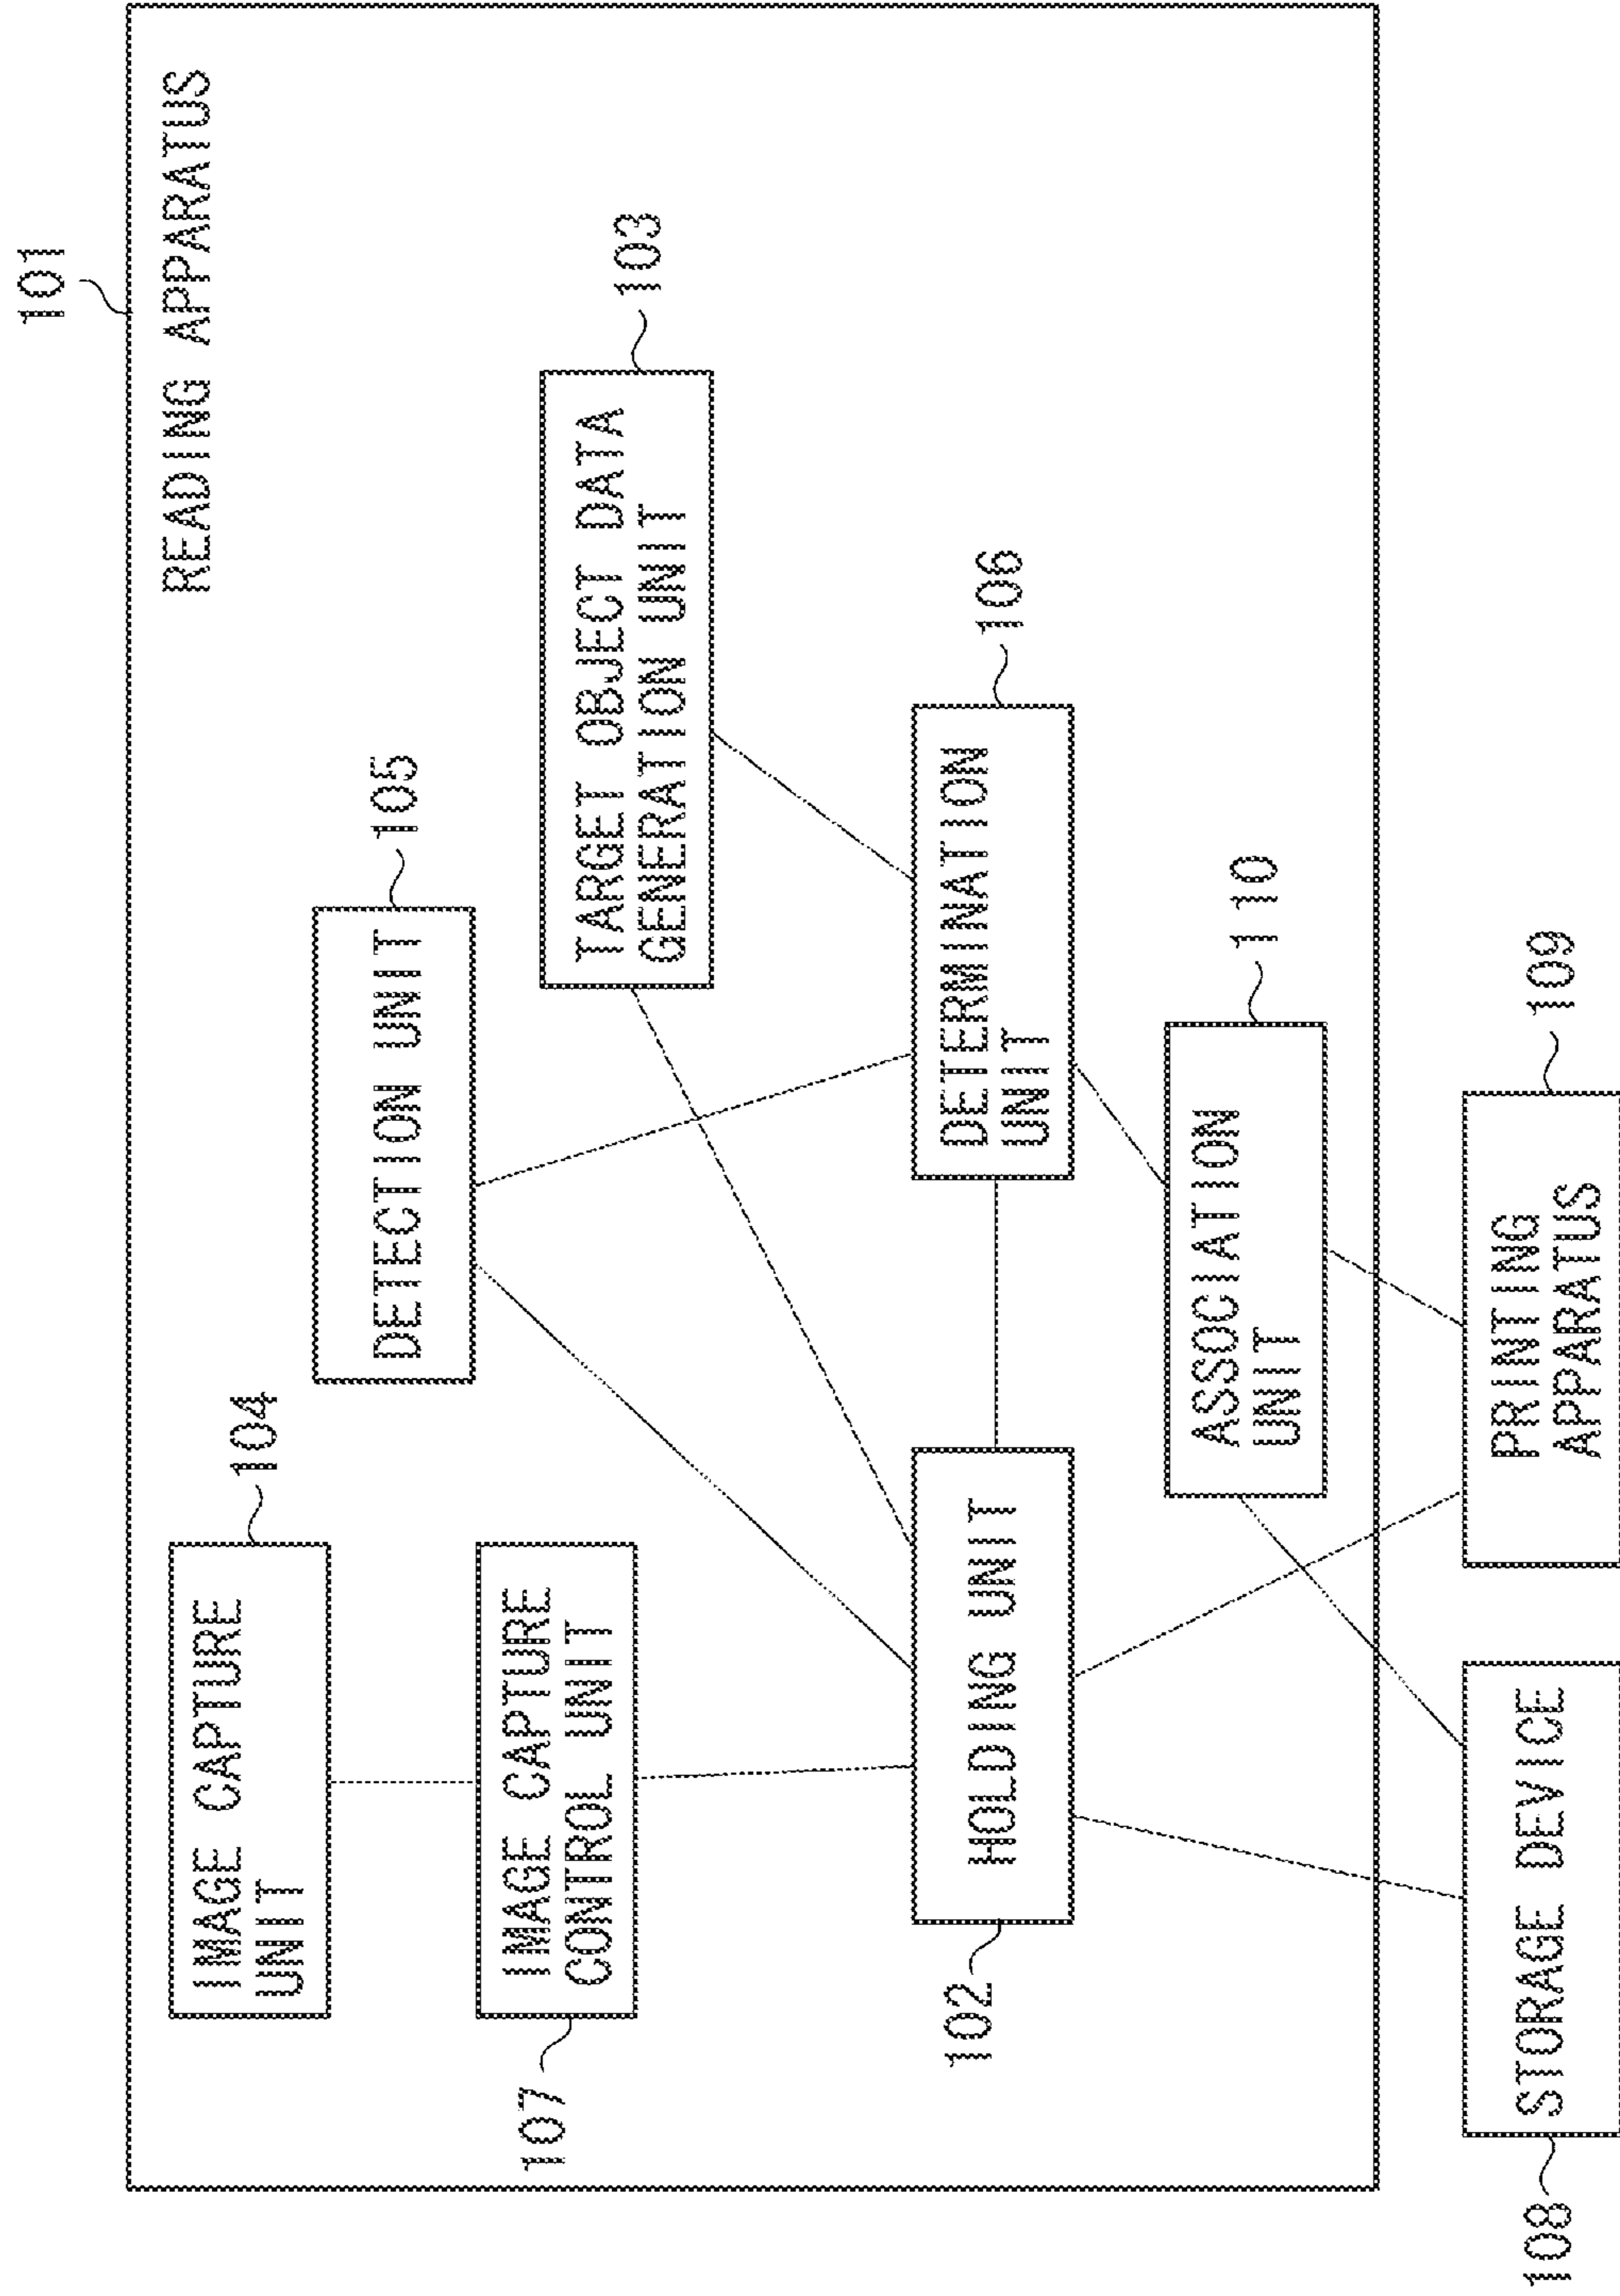 101
READING APPARATUS
IMAGE CAPTURE
UNIT
104
DETECTION UNIT
105
107
IMAGE CAPTURE
CONTROL UNIT
TARGET OBJECT DATA
GENERATION UNIT
103
102
HOLDING UNIT
DETERMINATION
UNIT
106
ASSOCIATION
UNIT
110
108
STORAGE DEVICE
PRINTING
APPARATUS
109